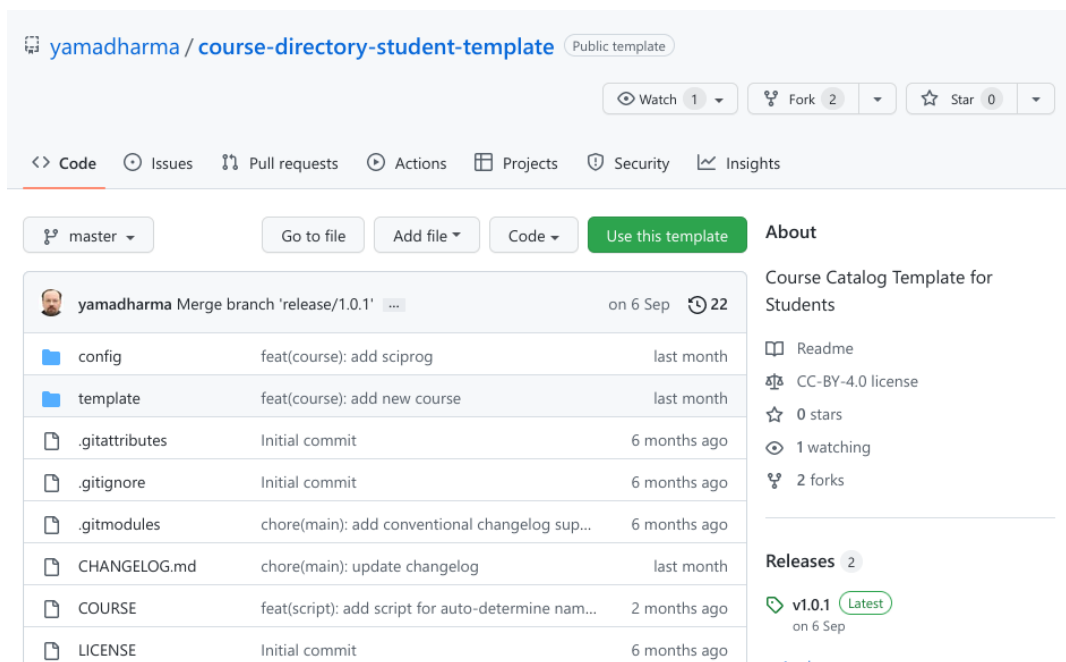 yamadharma / course-directory-student-template Public template
Watch 1 Fork 2 Star 0
Code Issues Pull requests Actions Projects Security Insights
master Go to file Add file Code Use this template
yamadharma Merge branch 'release/1.0.1' ... on 6 Sep 22
config feat(course): add sciprog last month
template feat(course): add new course last month
.gitattributes Initial commit 6 months ago
.gitignore Initial commit 6 months ago
.gitmodules chore(main): add conventional changelog sup... 6 months ago
CHANGELOG.md chore(main): update changelog last month
COURSE feat(script): add script for auto-determine nam... 2 months ago
LICENSE Initial commit 6 months ago
About
Course Catalog Template for
Students
Readme
CC-BY-4.0 license
0 stars
1 watching
2 forks
Releases 2
v1.0.1 Latest
on 6 Sep